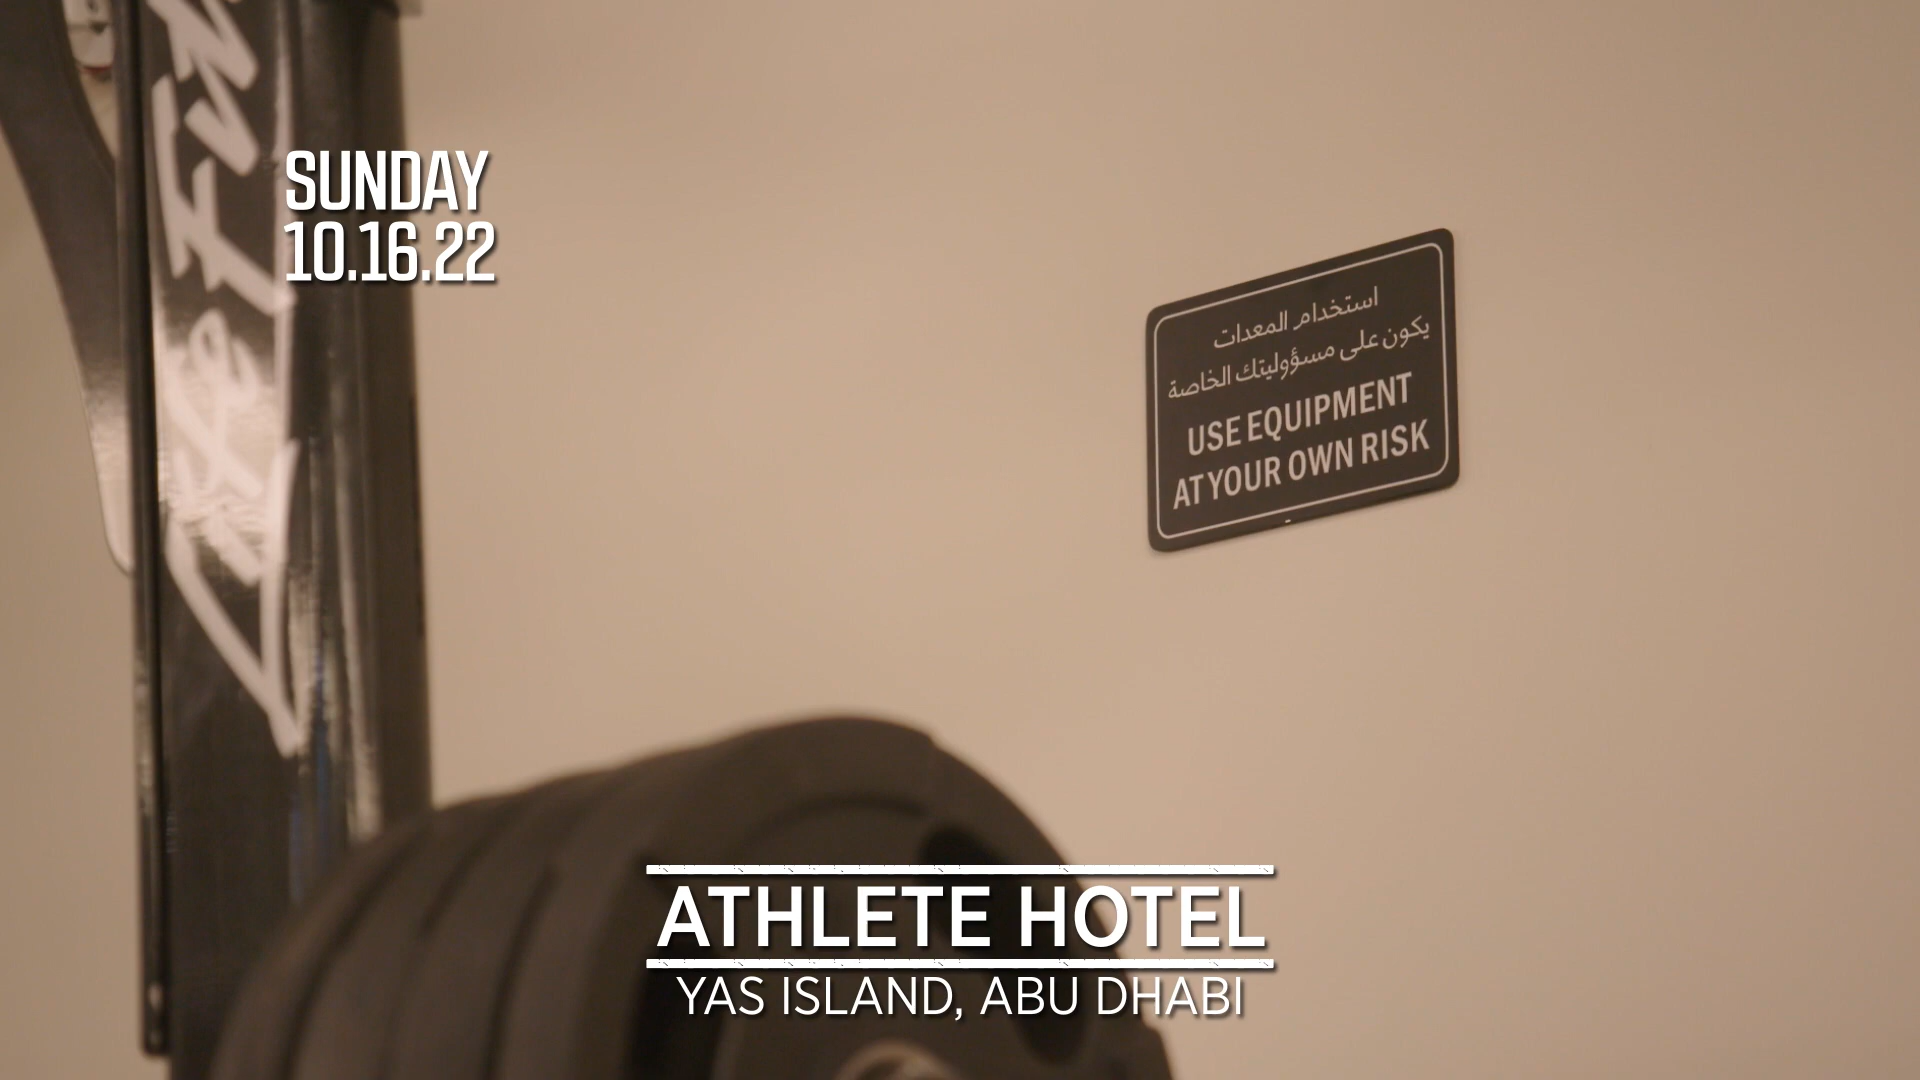 SUNDAY
10.16.22
استخدام المعدات
يكون على مسؤوليتك الخاصة
USE EQUIPMENT
AT YOUR OWN RISK
ATHLETE HOTEL
YAS ISLAND, ABU DHABI